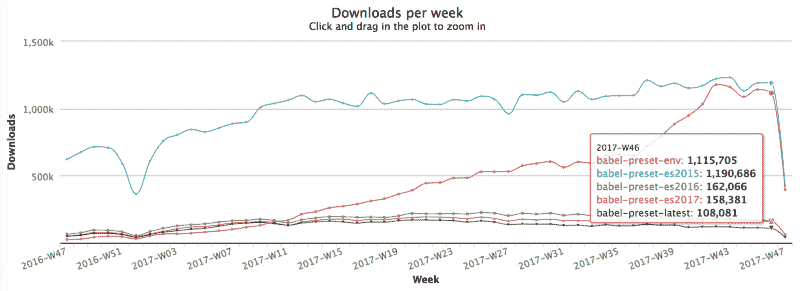 Downloads per week
Click and drag in the plot to zoom in
1,500k
1,000k
500k
Downloads
2017-W46
babel-preset-env: 1,115,705
babel-preset-es2015: 1,190,686
babel-preset-es2016: 162,066
babel-preset-es2017: 158,381
babel-preset-latest: 108,081
2016-W47
2016-W51
2017-W03
2017-W07
2017-W11
2017-W15
2017-W19
2017-W23
2017-W27
2017-W31
2017-W35
2017-W39
2017-W43
2017-W47
Week